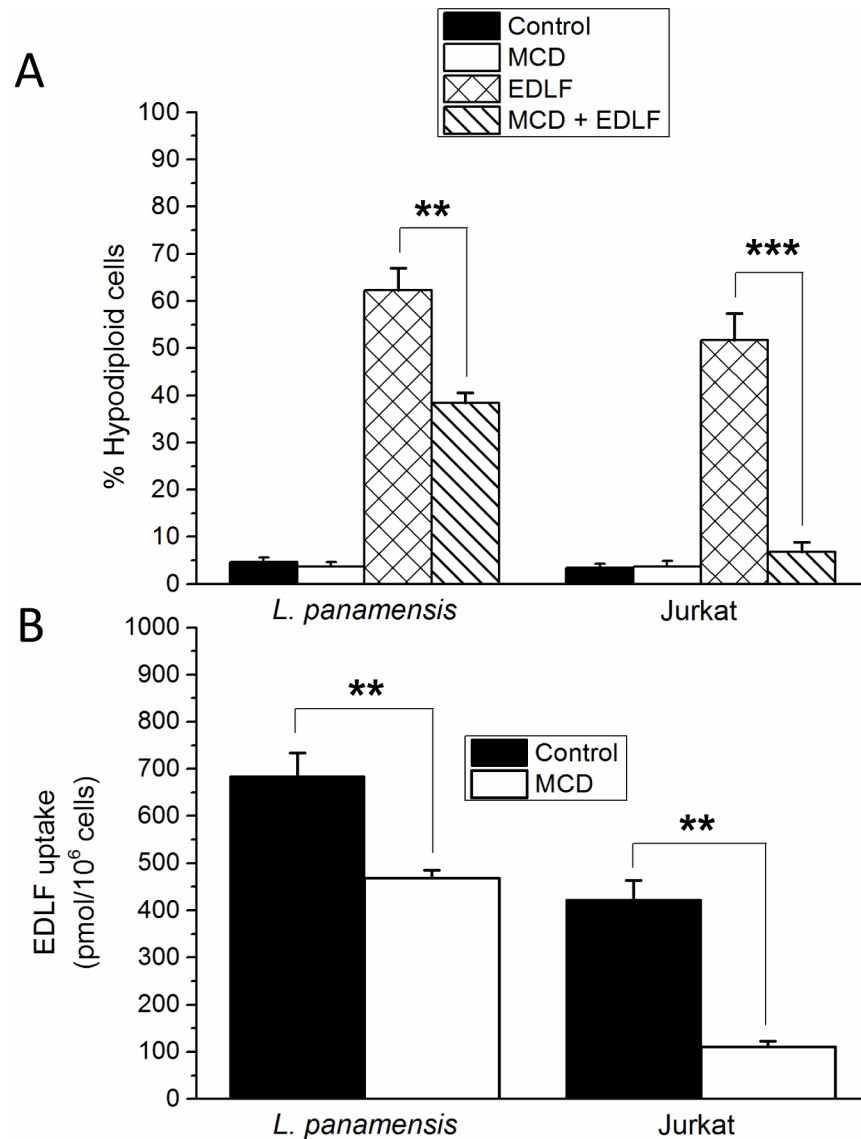 Control
MCD
EDLF
MCD + EDLF
A
100
90
80
70
60
50
40
30
20
10
0
% Hypodiploid cells
**
***
L. panamensis
Jurkat
B
1000
900
800
700
600
500
400
300
200
100
0
EDLF uptake
(pmol/10⁶ cells)
**
Control
MCD
**
L. panamensis
Jurkat